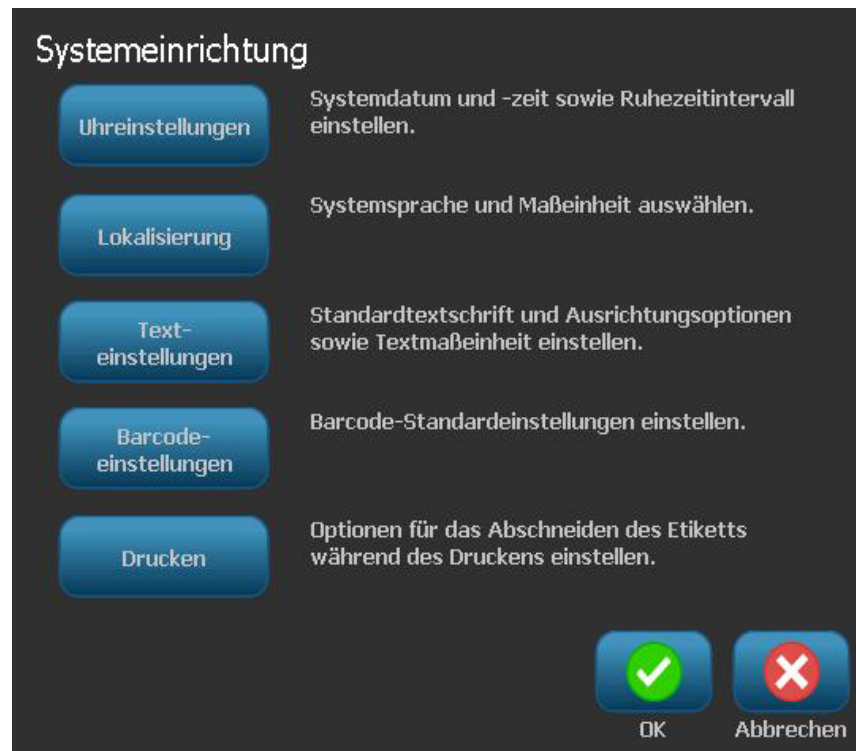 Systemeinrichtung
Uhreinstellungen
Systemdatum und -zeit sowie Ruhezeitintervall
einstellen.
Lokalisierung
Systemsprache und Maßeinheit auswählen.
Text-
einstellungen
Standardtextschrift und Ausrichtungsoptionen
sowie Textmaßeinheit einstellen.
Barcode-
einstellungen
Barcode-Standardeinstellungen einstellen.
Drucken
Optionen für das Abschneiden des Etiketts
während des Druckens einstellen.
OK
Abbrechen